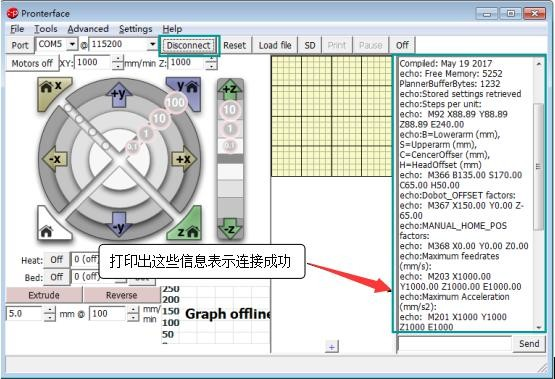 Pronterface
File Tools Advanced Settings Help
Port COM5 @ 115200 Disconnect Reset Load file SD Print Pause Off
Motors off XY: 1000 mm/min Z: 1000
x
+y
y
+Z
100
10
1
0.1
10
1
0.1
-x
+x
-y
z
-Z
Heat: Off 0 (off)
Bed: Off 0 (off) Set
Extrude Reverse
5.0 mm @ 100 mm/
min
250
200
150
100
50
0
Graph offline
打印出这些信息表示连接成功
Compiled: May 19 2017
echo: Free Memory: 5252
PlannerBufferBytes: 1232
echo:Stored settings retrieved
echo:Steps per unit:
echo: M92 X88.89 Y88.89
Z88.89 E240.00
echo:B=Lowerarm (mm),
S=Upperarm (mm),
C=CencerOfser (mm),
H=HeadOffset (mm)
echo: M366 B135.00 S170.00
C65.00 H50.00
echo:Dobot_OFFSET factors:
echo: M367 X150.00 Y0.00 Z-
65.00
echo:MANUAL_HOME_POS
factors:
echo: M368 X0.00 Y0.00 Z0.00
echo:Maximum feedrates
(mm/s):
echo: M203 X1000.00
Y1000.00 Z1000.00 E1000.00
echo:Maximum Acceleration
(mm/s2):
echo: M201 X1000 Y1000
Z1000 E1000
+
Send